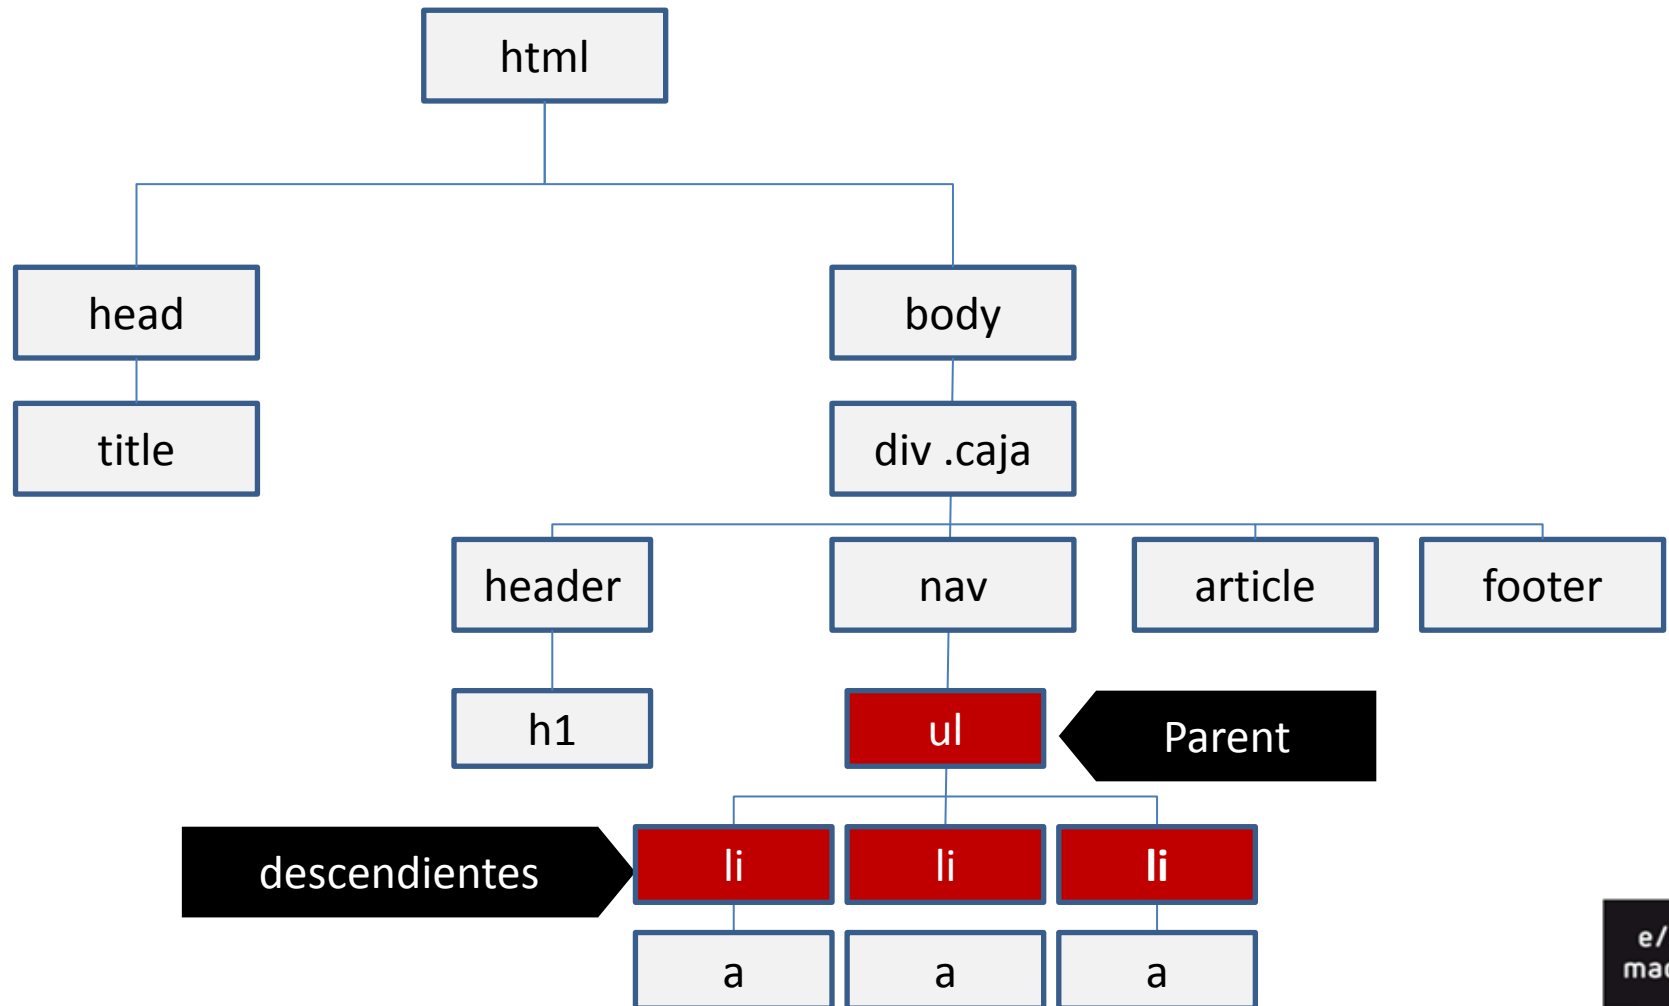 html
head
body
title
div .caja
header
nav
article
footer
h1
ul
Parent
descendientes
li
li
li
a
a
a
e/